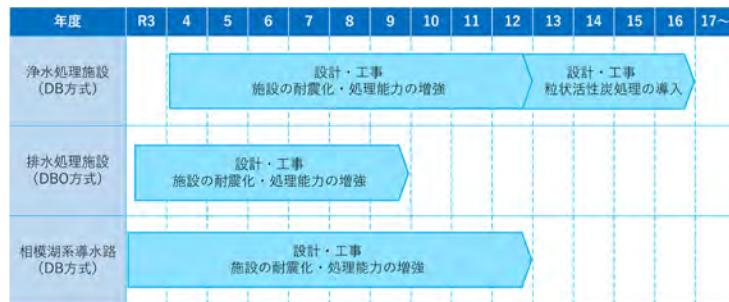 年度 R3 4 5 6 7 8 9 10 11 12 13 14 15 16 17～
浄水処理施設
(DB方式)
設計・工事
施設の耐震化・処理能力の増強
設計・工事
粒状活性炭処理の導入
排水処理施設
(DBO方式)
設計・工事
施設の耐震化・処理能力の増強
相模湖系導水路
(DB方式)
設計・工事
施設の耐震化・処理能力の増強